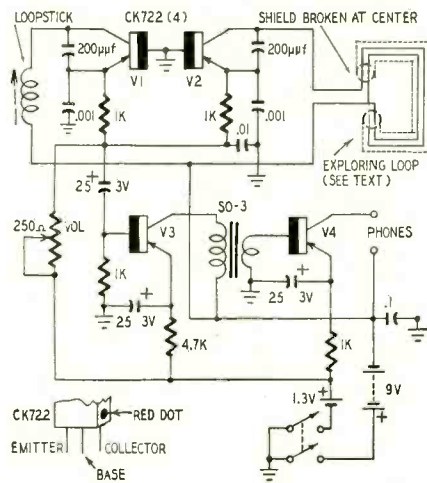 LOOPSTICK
CK722 (4)
SHIELD BROKEN AT CENTER
200μμf
V1
V2
200μμf
.001
1K
1K
.01
.001
EXPLORING LOOP
(SEE TEXT)
+
25 3V
250Ω
VOL
V3
SO-3
V4
PHONES
1K
+
25 3V
+
25 3V
4.7K
1K
.1
+
1.3V
9V
+
CK722
RED DOT
EMITTER
COLLECTOR
BASE